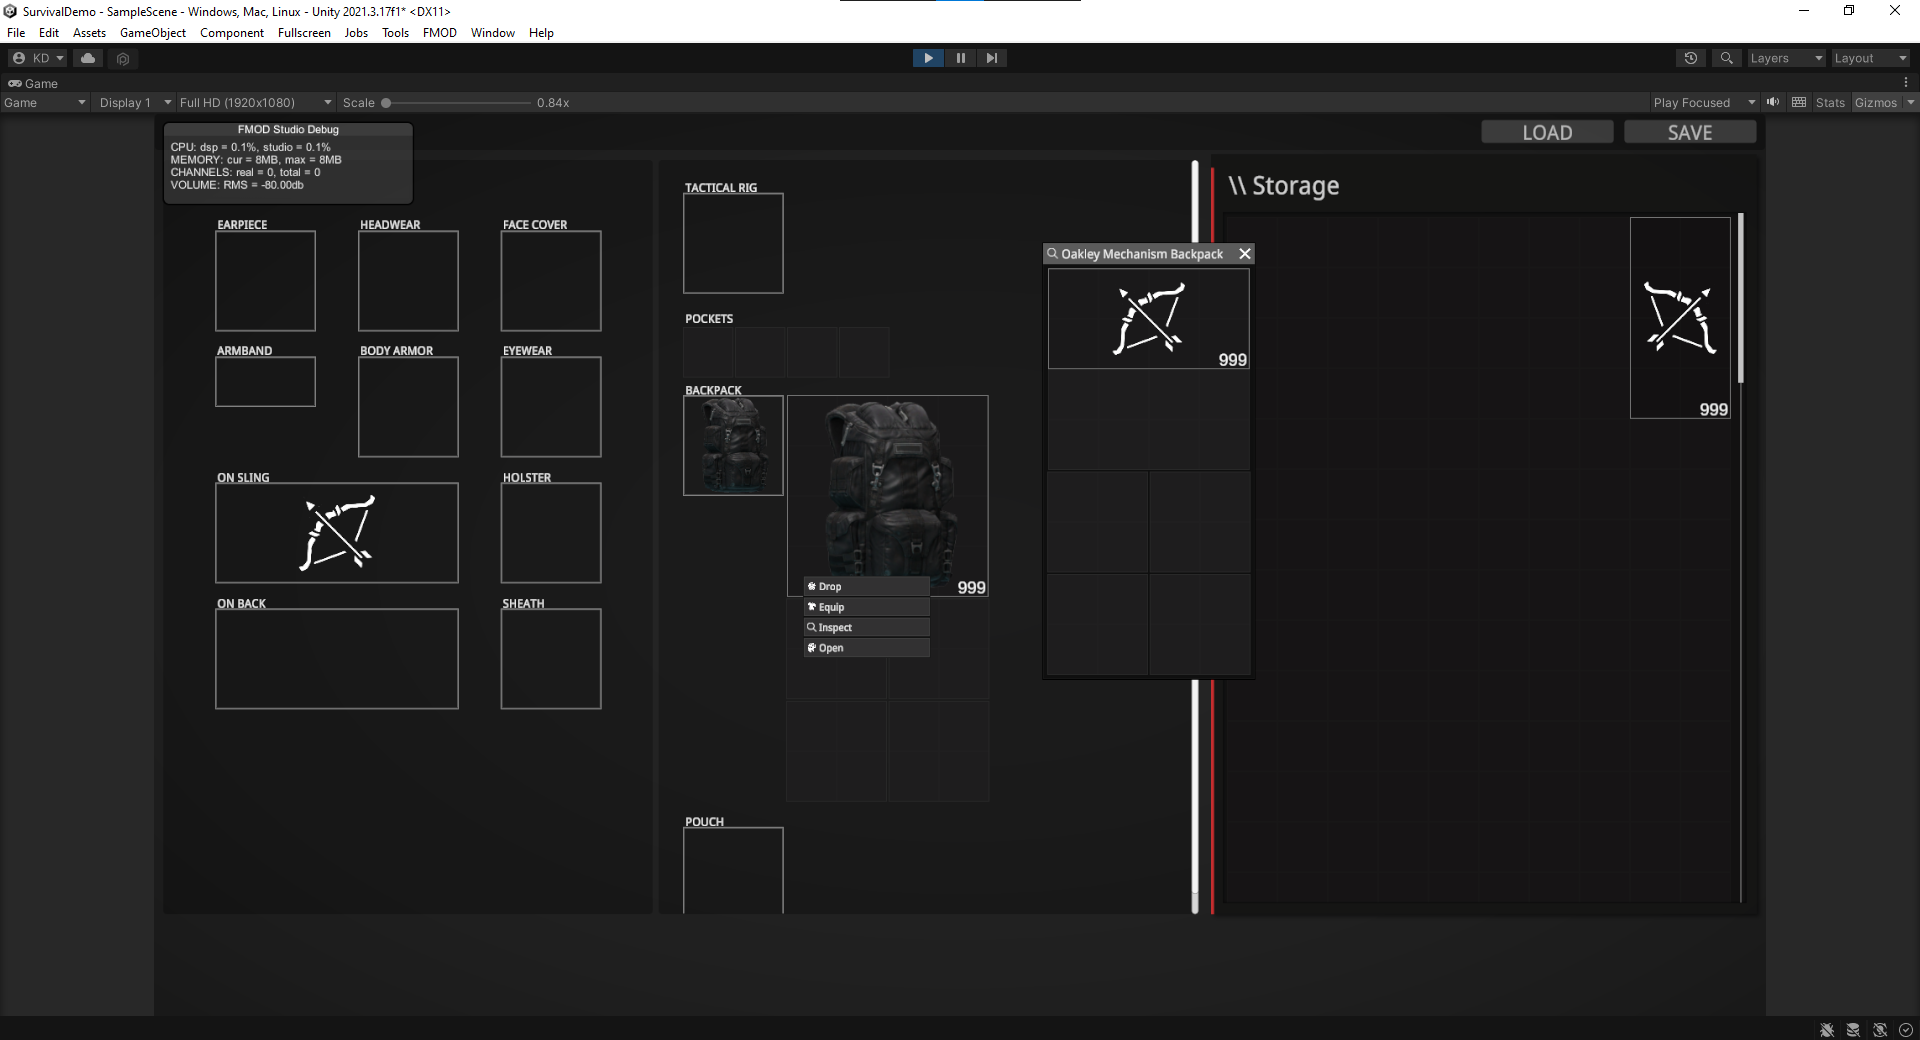 SurvivalDemo - SampleScene - Windows, Mac, Linux - Unity 2021.3.17f1* <DX11>
File Edit Assets GameObject Component Fullscreen Jobs Tools FMOD Window Help
KD Layers Layout
Game
Game Display 1 Full HD (1920x1080) Scale 0.84x Play Focused Stats Gizmos
FMOD Studio Debug
CPU: dsp = 0.1%, studio = 0.1%
MEMORY: cur = 8MB, max = 8MB
CHANNELS: real = 0, total = 0
VOLUME: RMS = -80.00db
LOAD SAVE
EARPIECE HEADWEAR FACE COVER
ARMBAND BODY ARMOR EYEWEAR
ON SLING HOLSTER
ON BACK SHEATH
TACTICAL RIG
POCKETS
BACKPACK
999
Drop
Equip
Inspect
Open
POUCH
Oakley Mechanism Backpack
999
\\ Storage
999